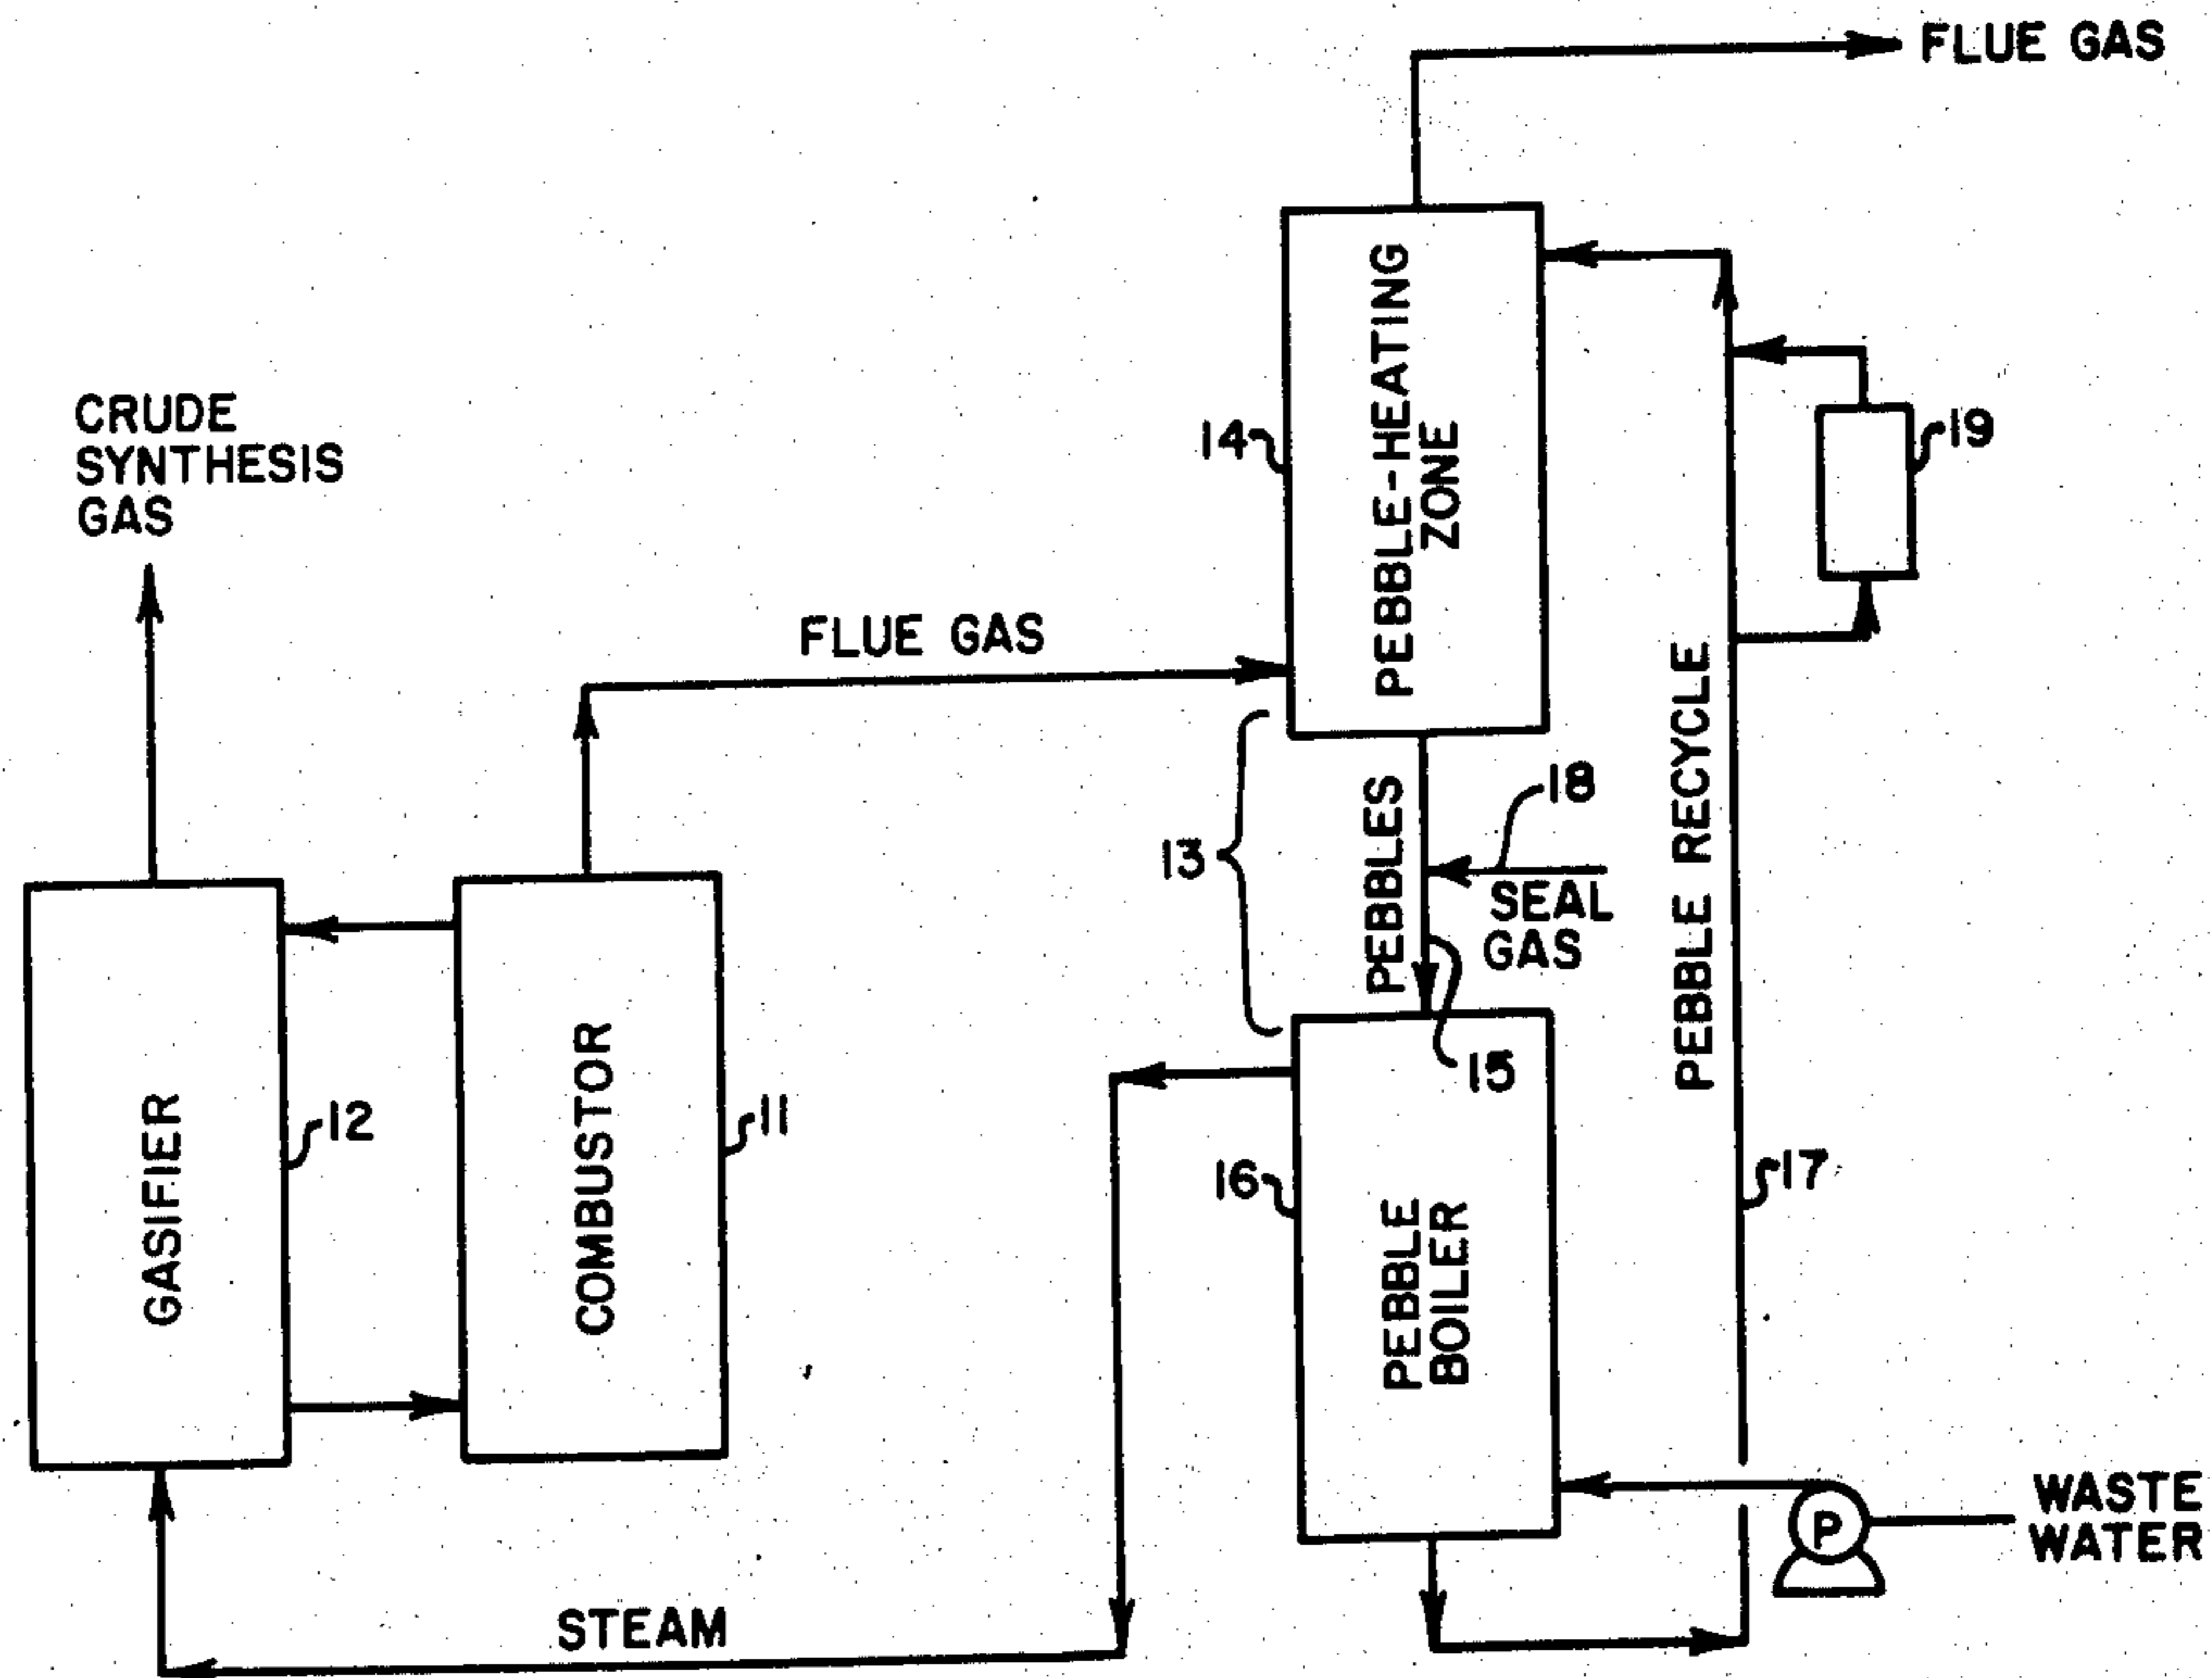 FLUE GAS
CRUDE
SYNTHESIS
GAS
FLUE GAS
PEBBLE-HEATING
ZONE
14
19
PEBBLE RECYCLE
13
PEBBLES
18
SEAL
GAS
15
GASIFIER
12
COMBUSTOR
11
16
PEBBLE
BOILER
17
P
WASTE
WATER
STEAM